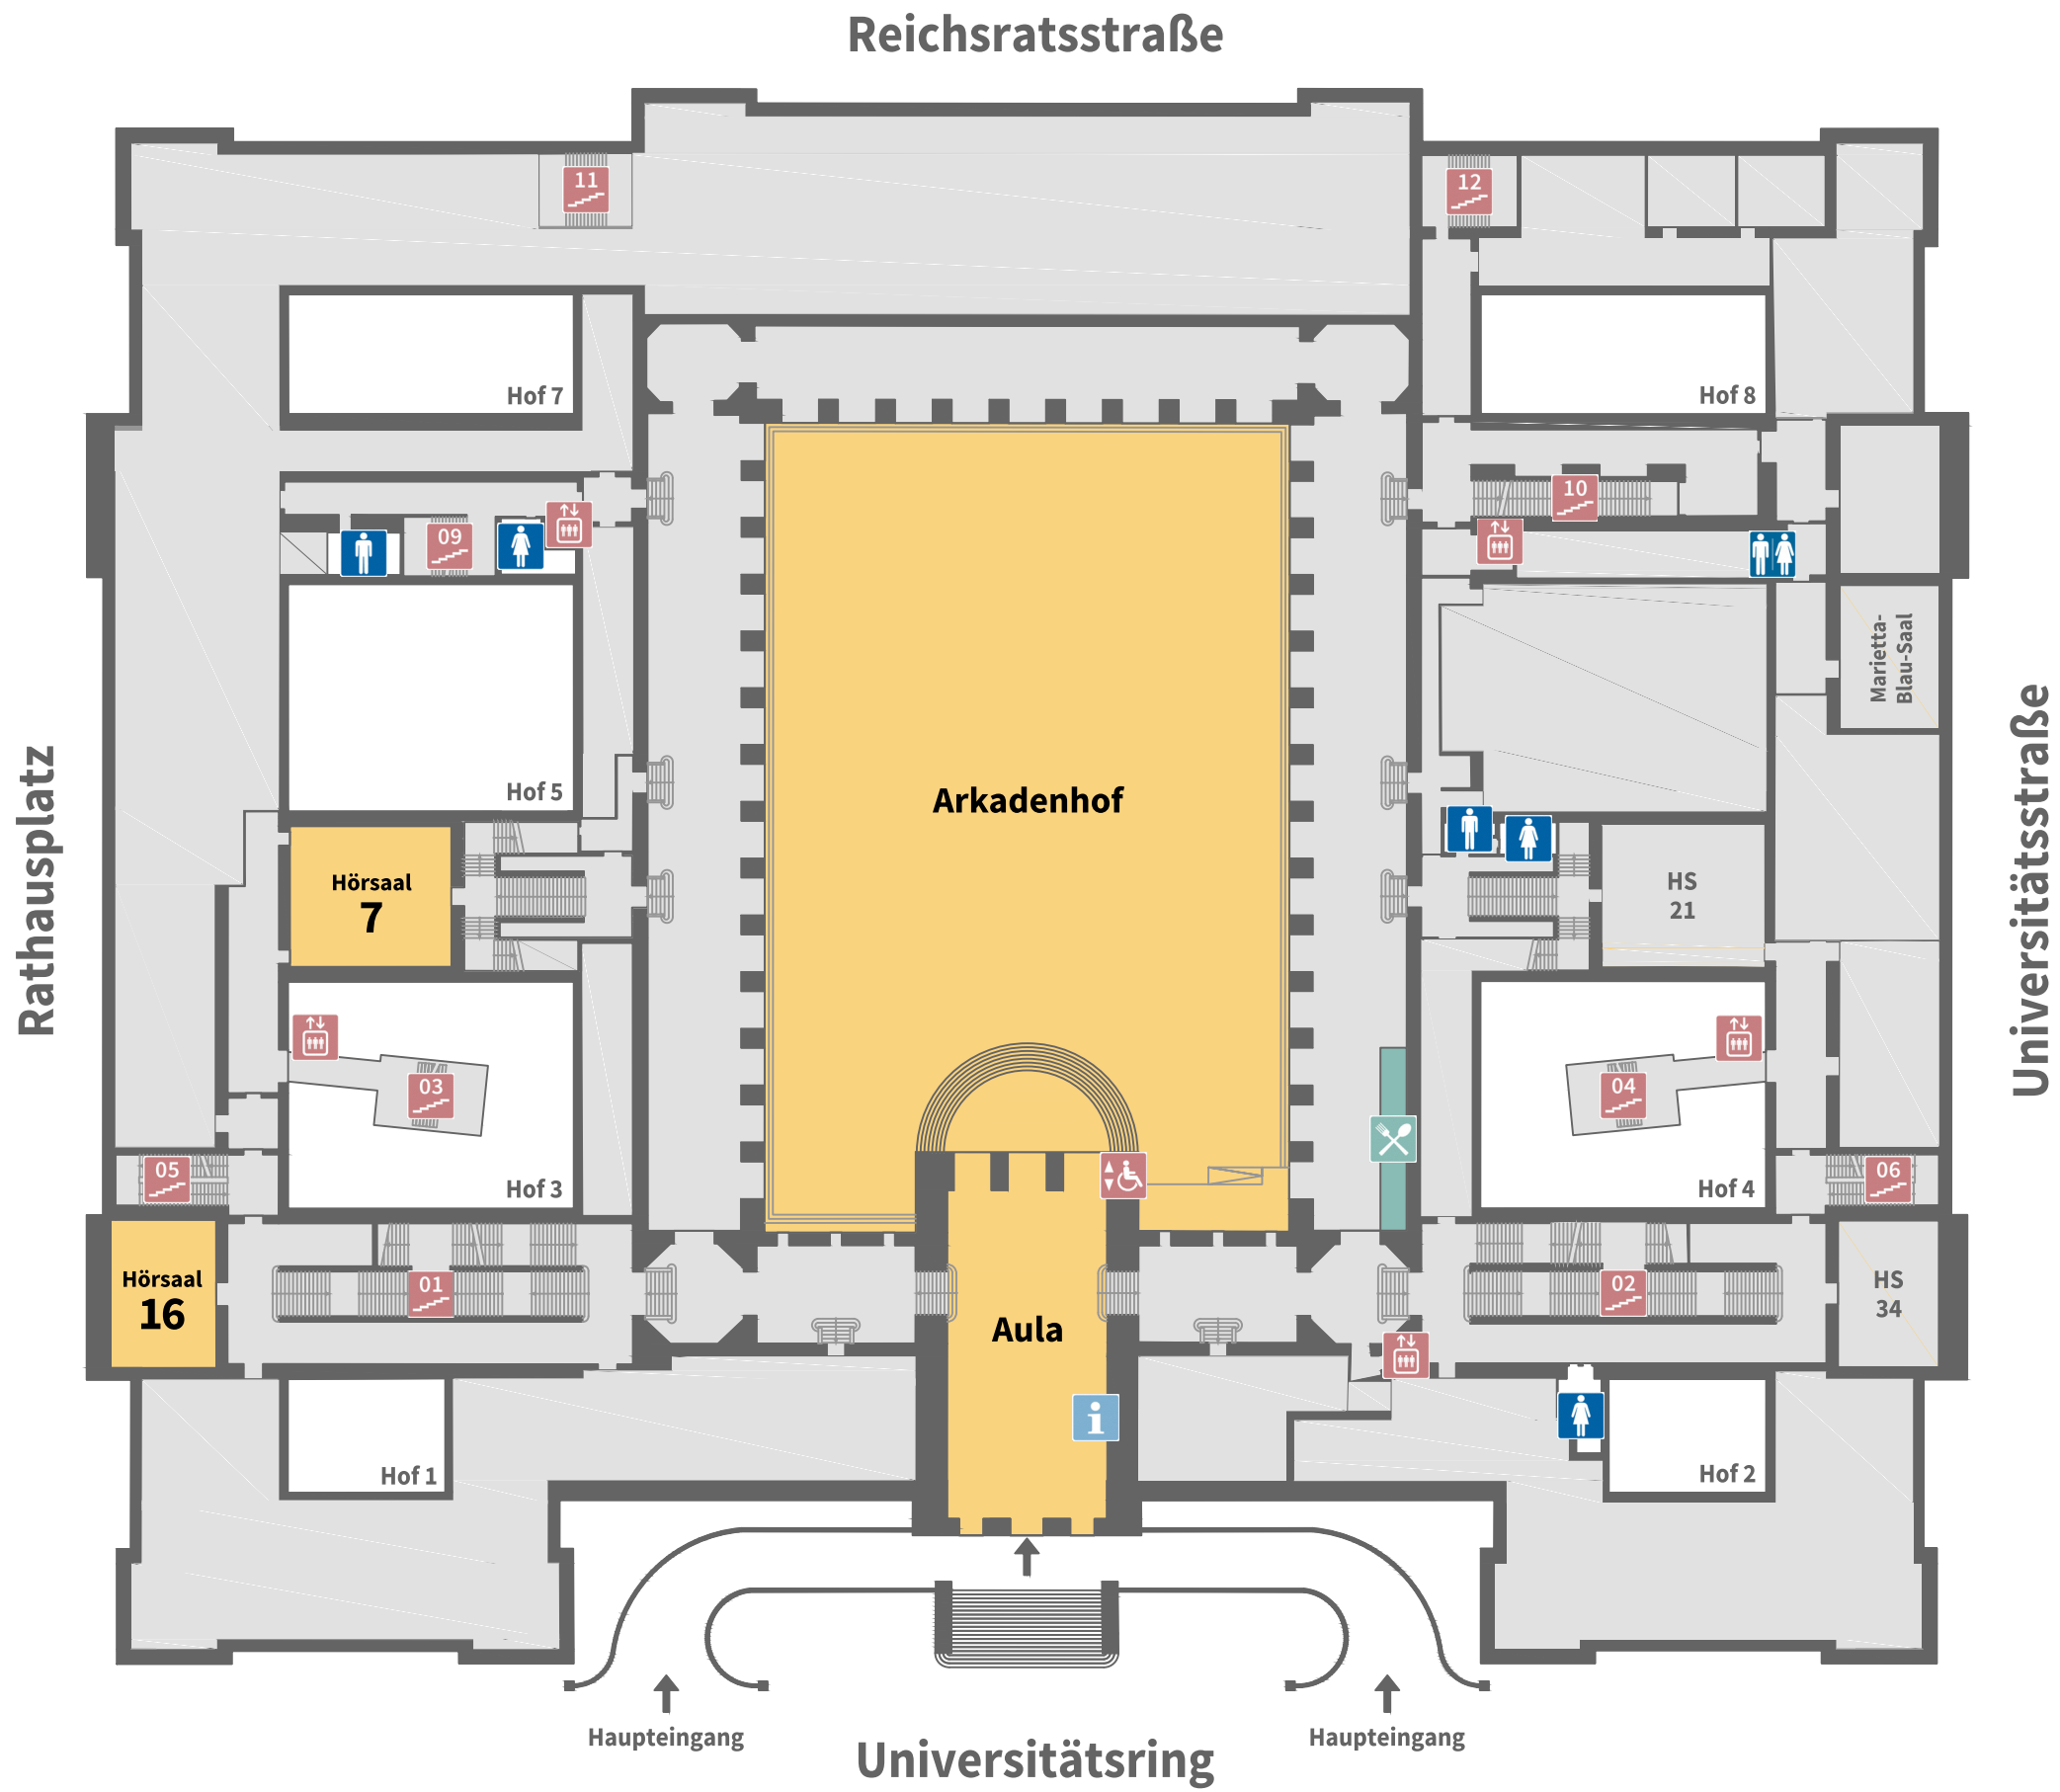 Reichsratsstraße
11
12
Hof 7
Hof 8
09
10
Marietta-
Blau-Saal
Rathausplatz
Universitätsstraße
Hof 5
Arkadenhof
Hörsaal
7
HS
21
03
04
05
06
Hof 3
Hof 4
Hörsaal
16
01
Aula
02
HS
34
i
Hof 1
Hof 2
Haupteingang
Haupteingang
Universitätsring